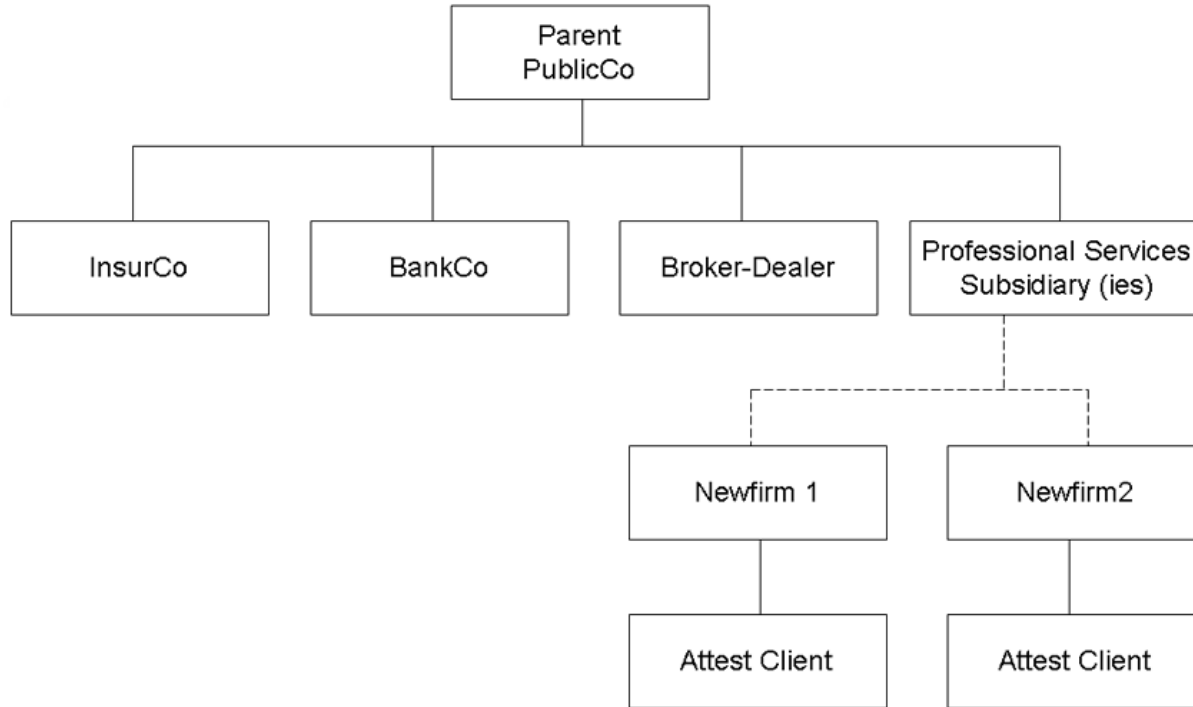 Parent
PublicCo
InsurCo
BankCo
Broker-Dealer
Professional Services
Subsidiary (ies)
Newfirm 1
Newfirm2
Attest Client
Attest Client